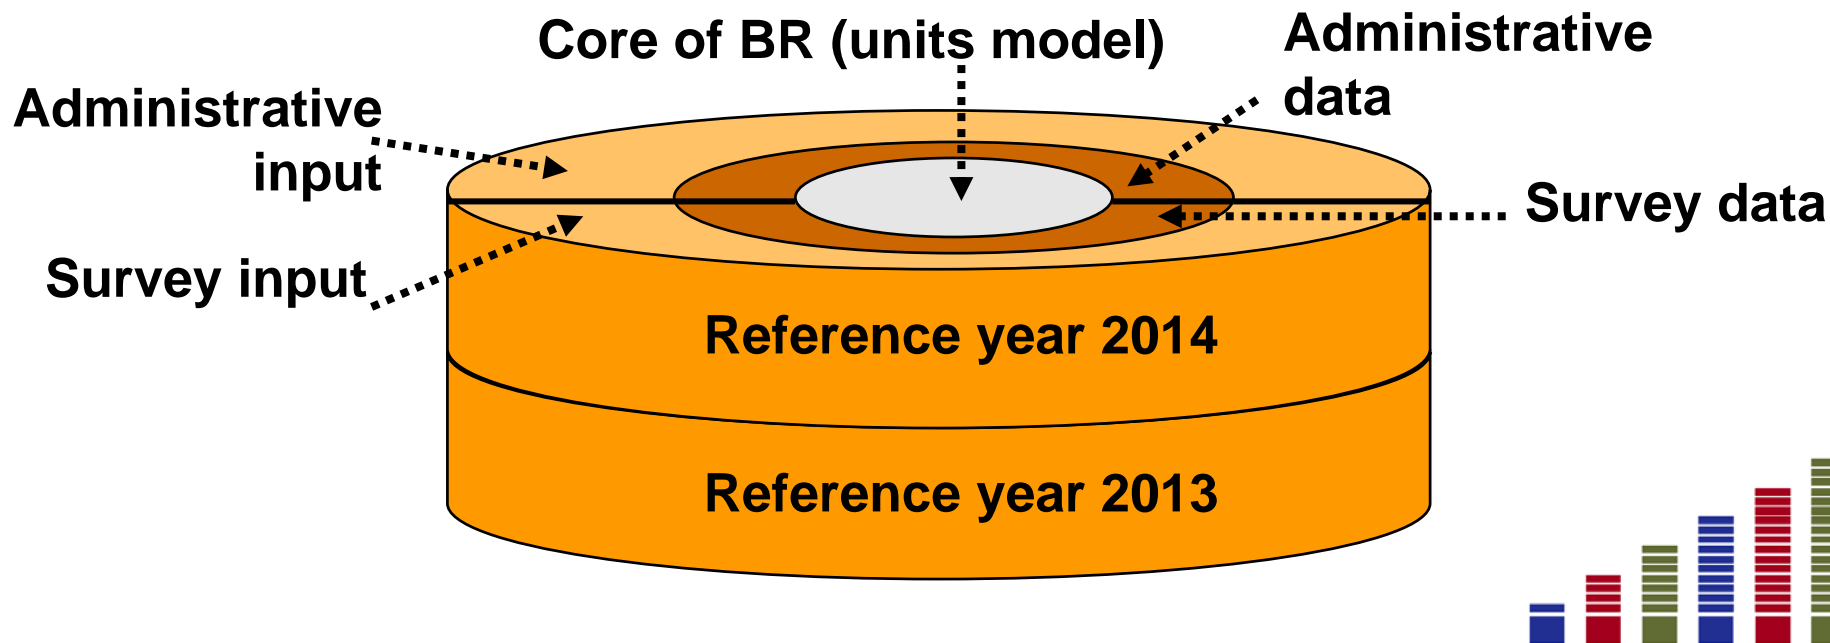 Core of BR (units model)
Administrative
data
Administrative
input
Survey data
Survey input
Reference year 2014
Reference year 2013